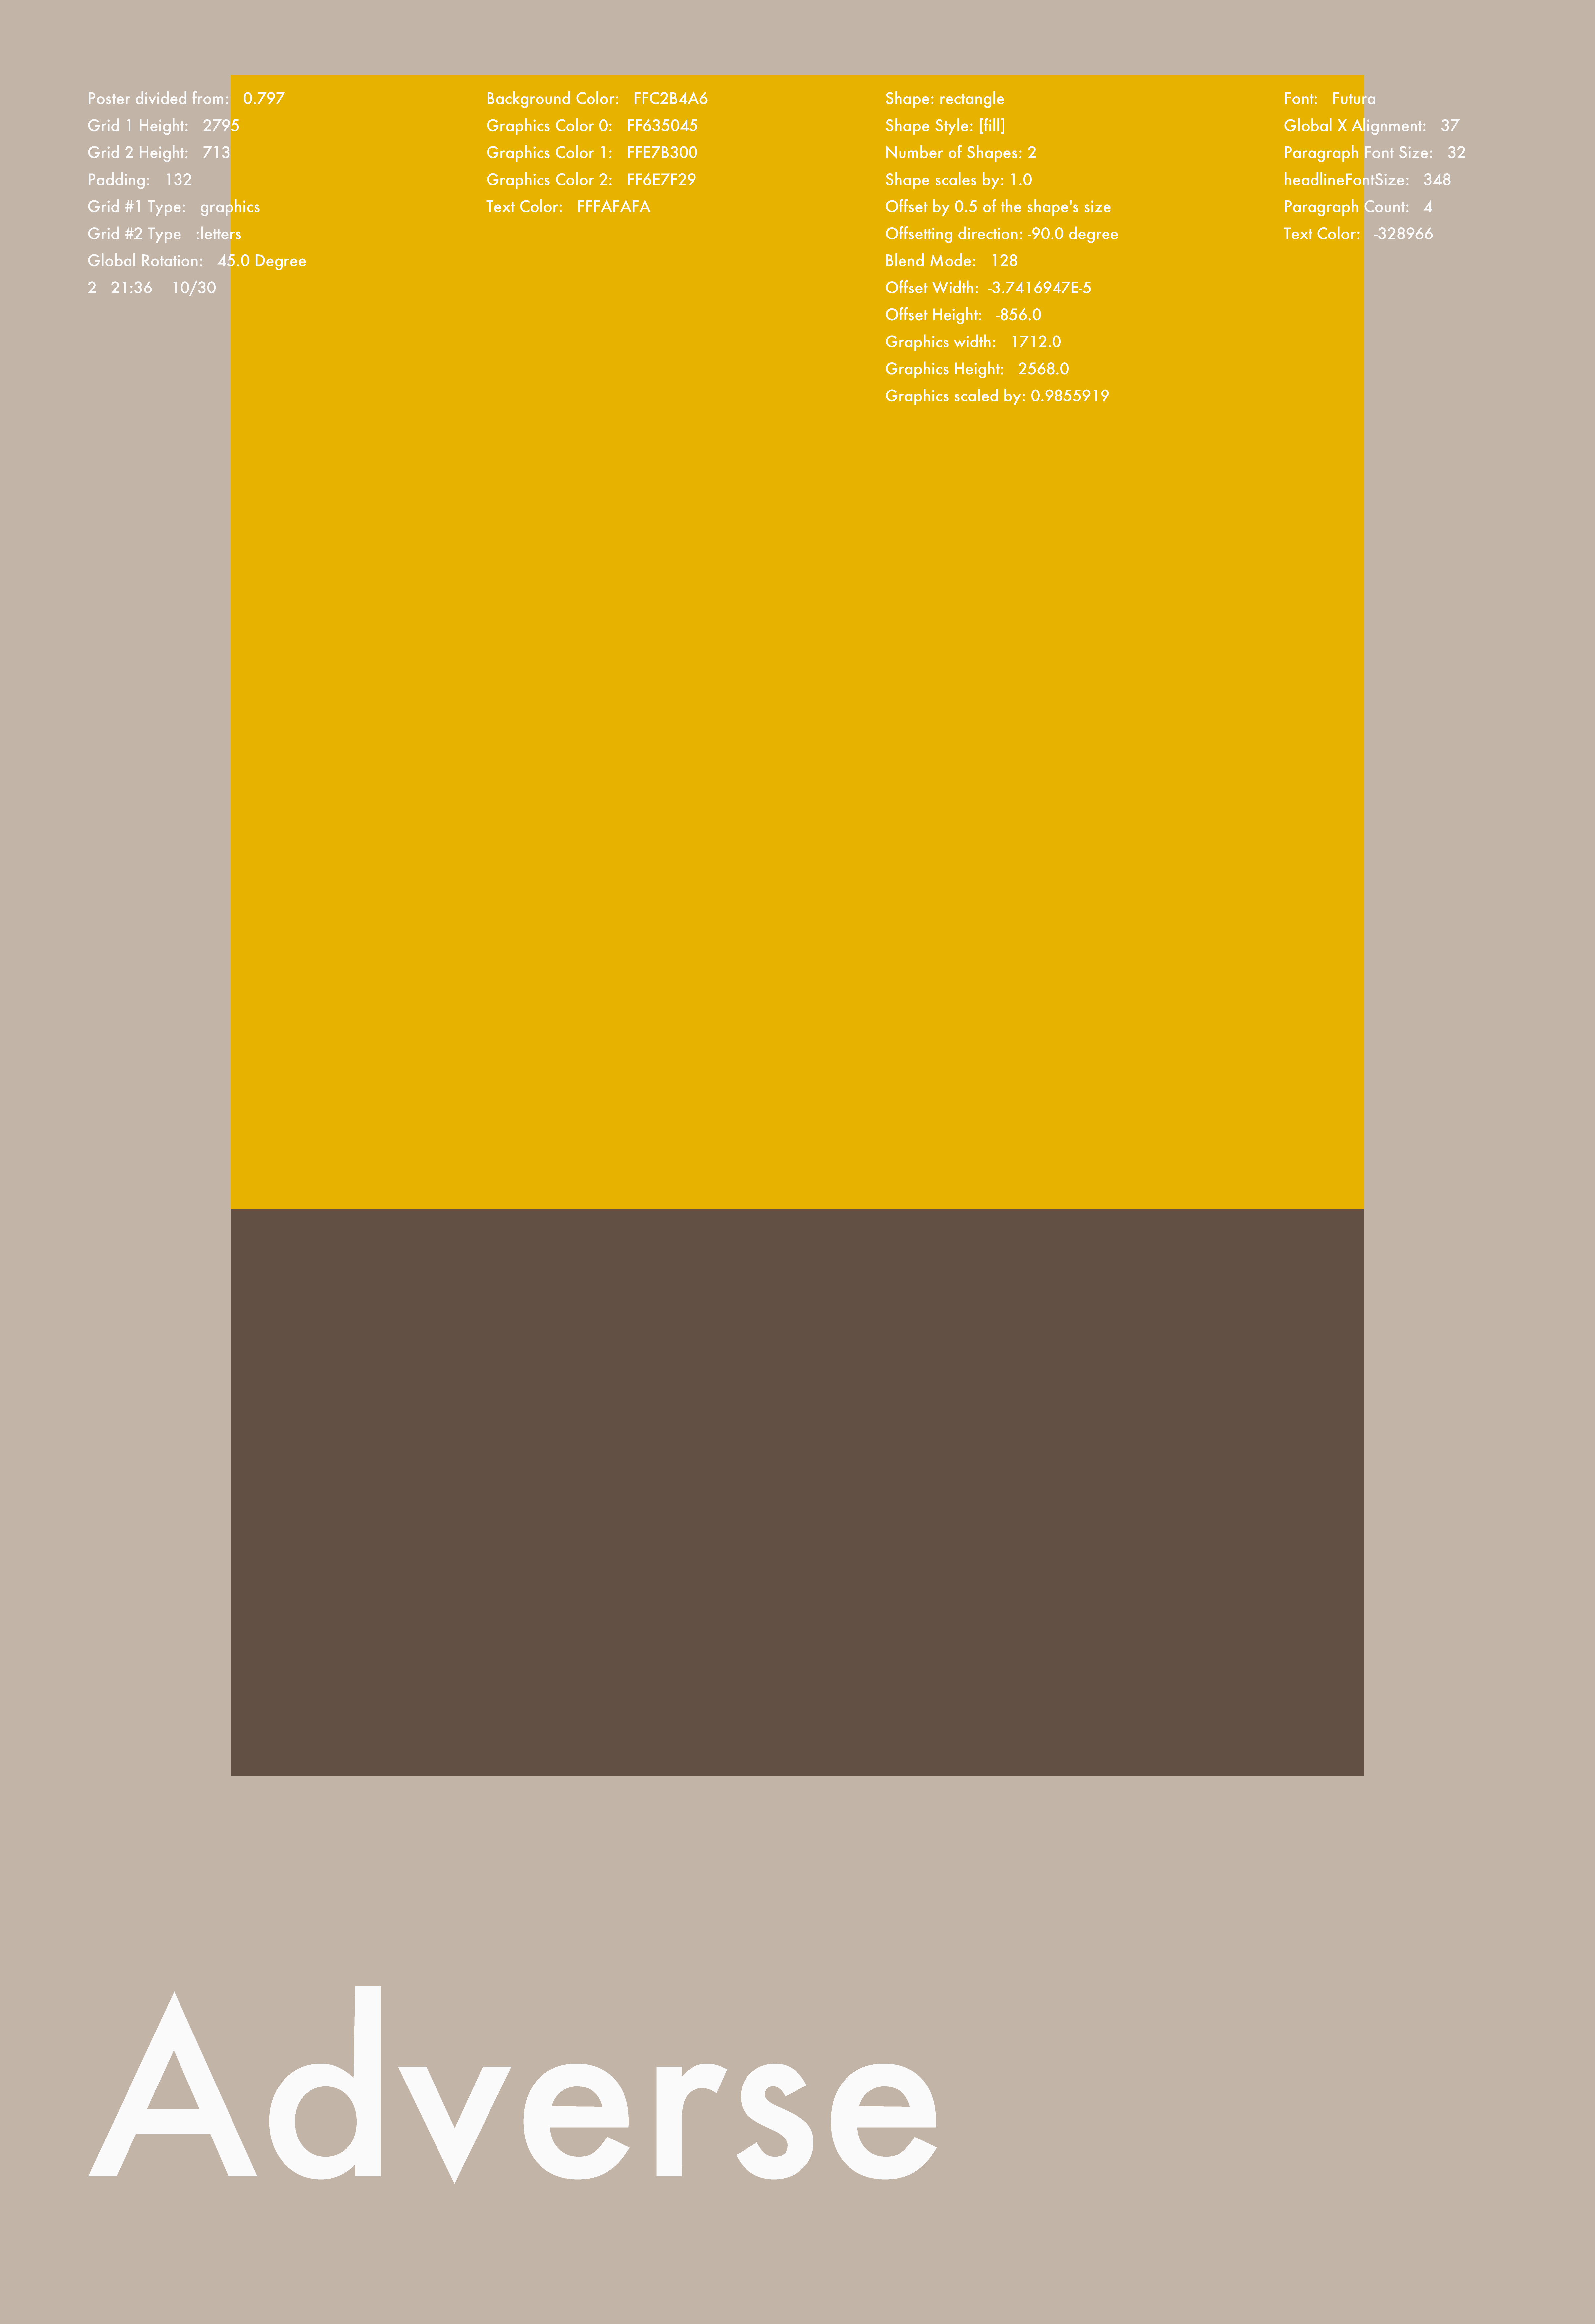 Poster divided from: 0.797
Grid 1 Height: 2795
Grid 2 Height: 713
Padding: 132
Grid #1 Type: graphics
Grid #2 Type :letters
Global Rotation: 45.0 Degree
2 21:36 10/30
Background Color: FFC2B4A6
Graphics Color 0: FF635045
Graphics Color 1: FFE7B300
Graphics Color 2: FF6E7F29
Text Color: FFFAFAFA
Shape: rectangle
Shape Style: [fill]
Number of Shapes: 2
Shape scales by: 1.0
Offset by 0.5 of the shape's size
Offsetting direction: -90.0 degree
Blend Mode: 128
Offset Width: -3.7416947E-5
Offset Height: -856.0
Graphics width: 1712.0
Graphics Height: 2568.0
Graphics scaled by: 0.9855919
Font: Futura
Global X Alignment: 37
Paragraph Font Size: 32
headlineFontSize: 348
Paragraph Count: 4
Text Color: -328966
Adverse